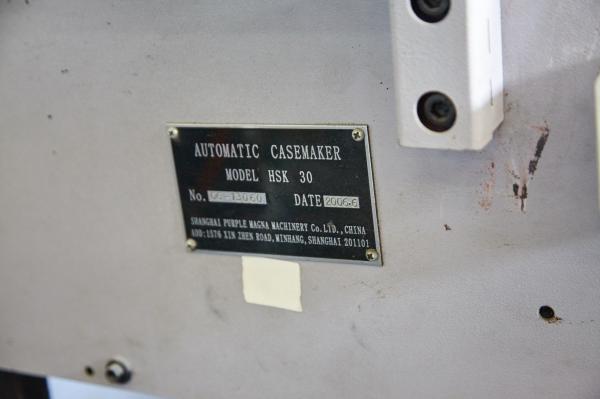 AUTOMATIC CASEMAKER
MODEL HSK 30
No. DATE 2006.6
SHANGHAI PURPLE MAGNA MACHINERY Co.LTD.,CHINA
ADD:1576 XIN ZHEN ROAD,MINHANG,SHANGHAI 201101